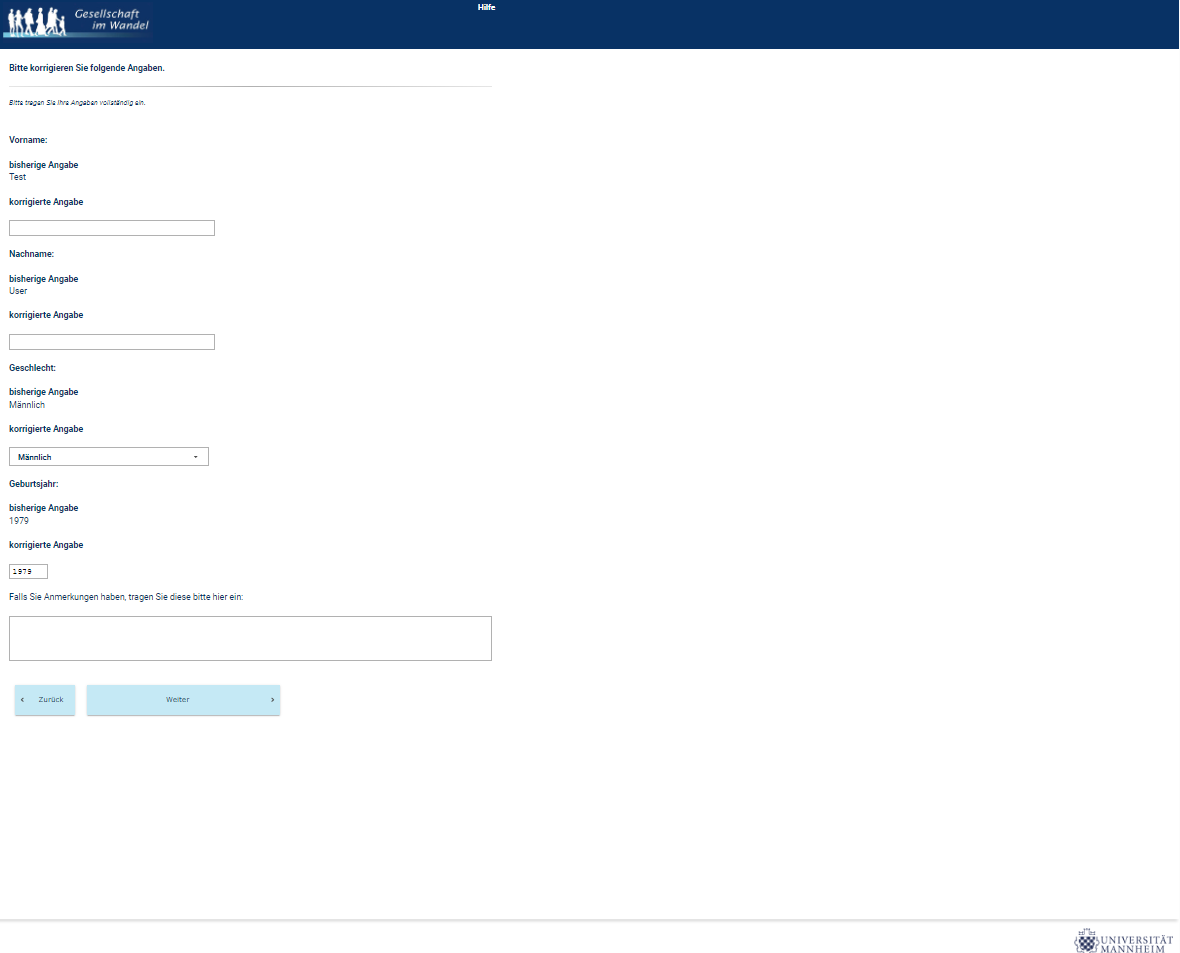 Gesellschaft
im Wandel
Hilfe
Bitte korrigieren Sie folgende Angaben.
Bitte tragen Sie Ihre Angaben vollständig ein.
Vorname:
bisherige Angabe
Test
korrigierte Angabe
Nachname:
bisherige Angabe
User
korrigierte Angabe
Geschlecht:
bisherige Angabe
Männlich
korrigierte Angabe
Männlich
Geburtsjahr:
bisherige Angabe
1979
korrigierte Angabe
1979
Falls Sie Anmerkungen haben, tragen Sie diese bitte hier ein:
Zurück
Weiter
UNIVERSITÄT
MANNHEIM